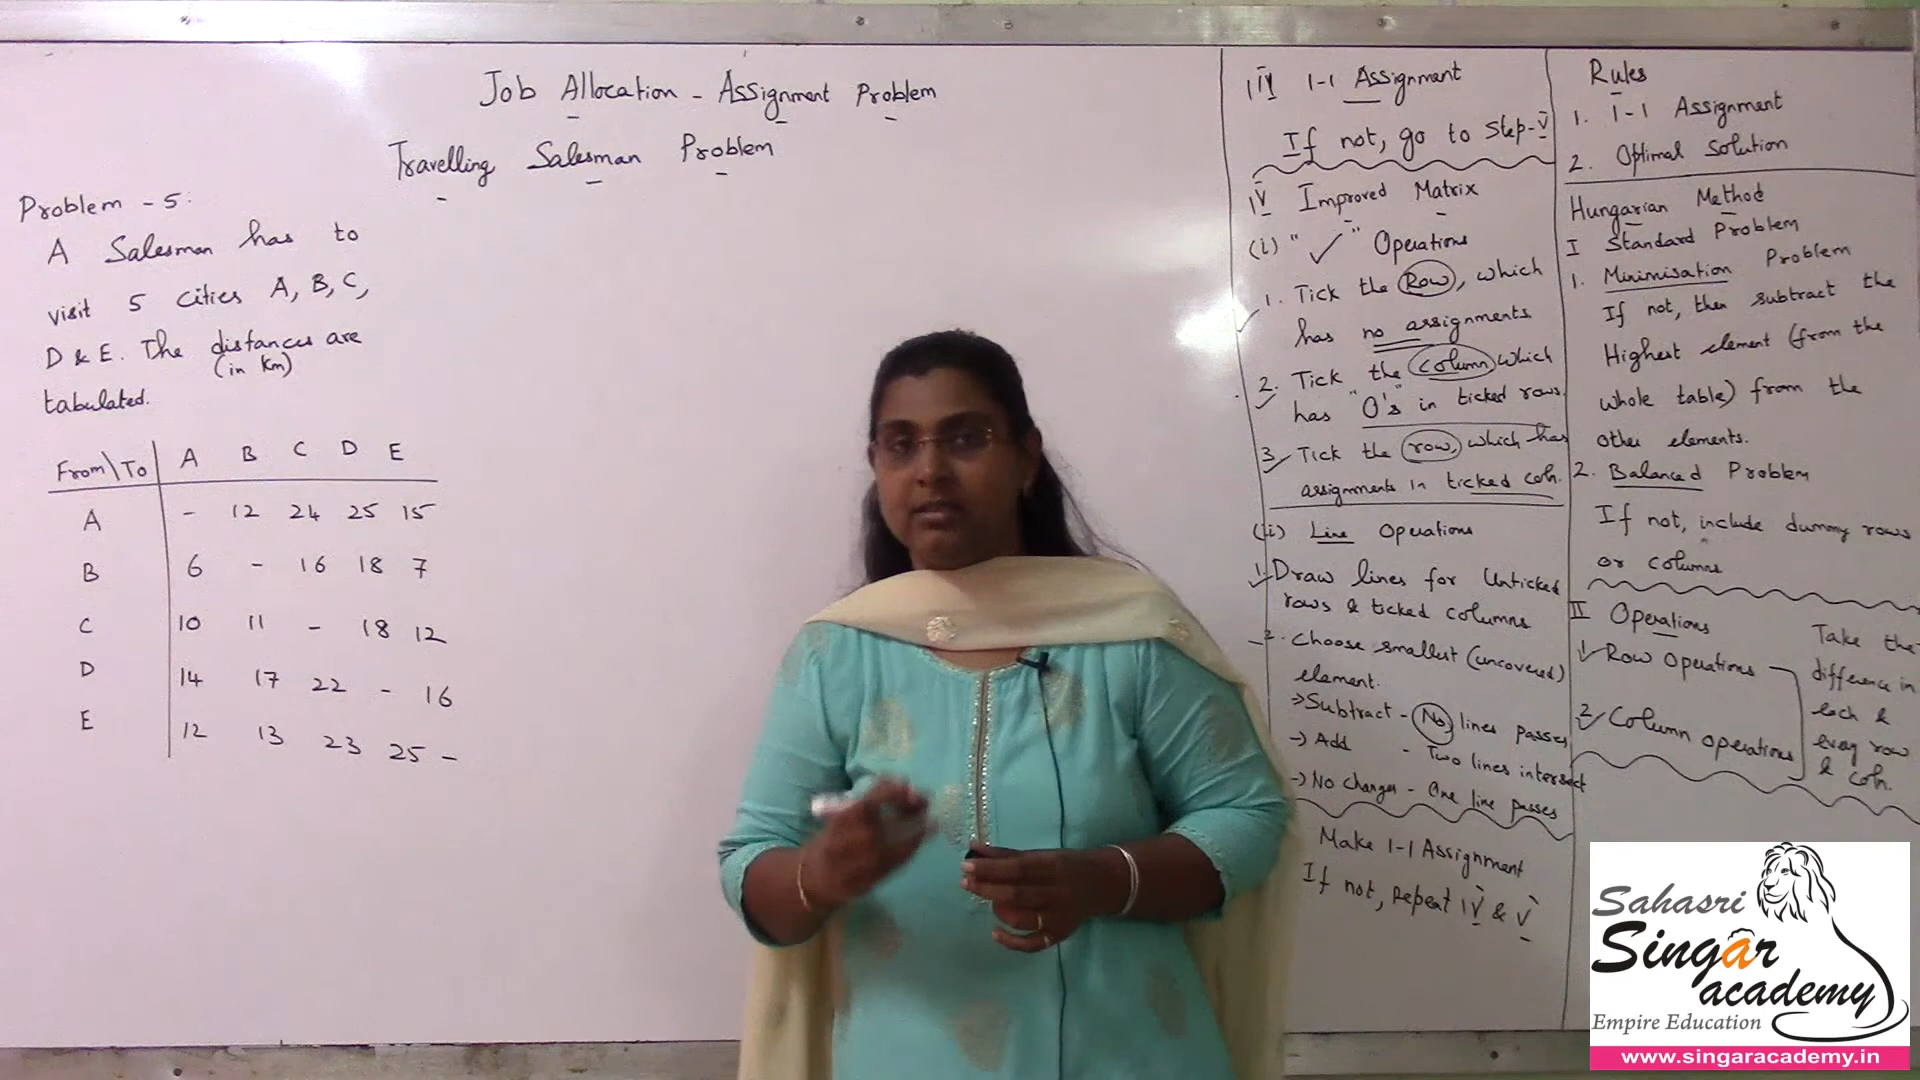 Job Allocation - Assignment Problem
Travelling Salesman Problem
Problem - 5:
A Salesman has to
visit 5 cities A, B, C,
D & E. The distances are
(in Km)
tabulated.
From\To A B C D E
A - 12 24 25 15
B 6 - 16 18 7
C 10 11 - 18 12
D 14 17 22 - 16
E 12 13 23 25 -
III 1-1 Assignment
If not, go to Step-V
IV Improved Matrix
(i) "✓" Operations
1. Tick the Row, which
has no assignments
2. Tick the column which
has "0's" in ticked rows.
3. Tick the row, which has
assignments in ticked coln.
(ii) Line Operations
1. Draw lines for Unticked
rows & ticked columns
2. Choose smallest (uncovered)
element.
→ Subtract - No lines passes
→ Add - Two lines intersect
→ No changes - One line passes
Make 1-1 Assignment
If not, repeat IV & V
Rules
1. 1-1 Assignment
2. Optimal Solution
Hungarian Method
I Standard Problem
1. Minimisation Problem
If not, then subtract the
Highest element (from the
whole table) from the
other elements.
2. Balanced Problem
If not, include dummy rows
or columns
II Operations
1. Row Operations
2. Column operations
Take the
difference in
each &
every row
& coln.
Sahasri
Singar
academy
Empire Education
www.singaracademy.in